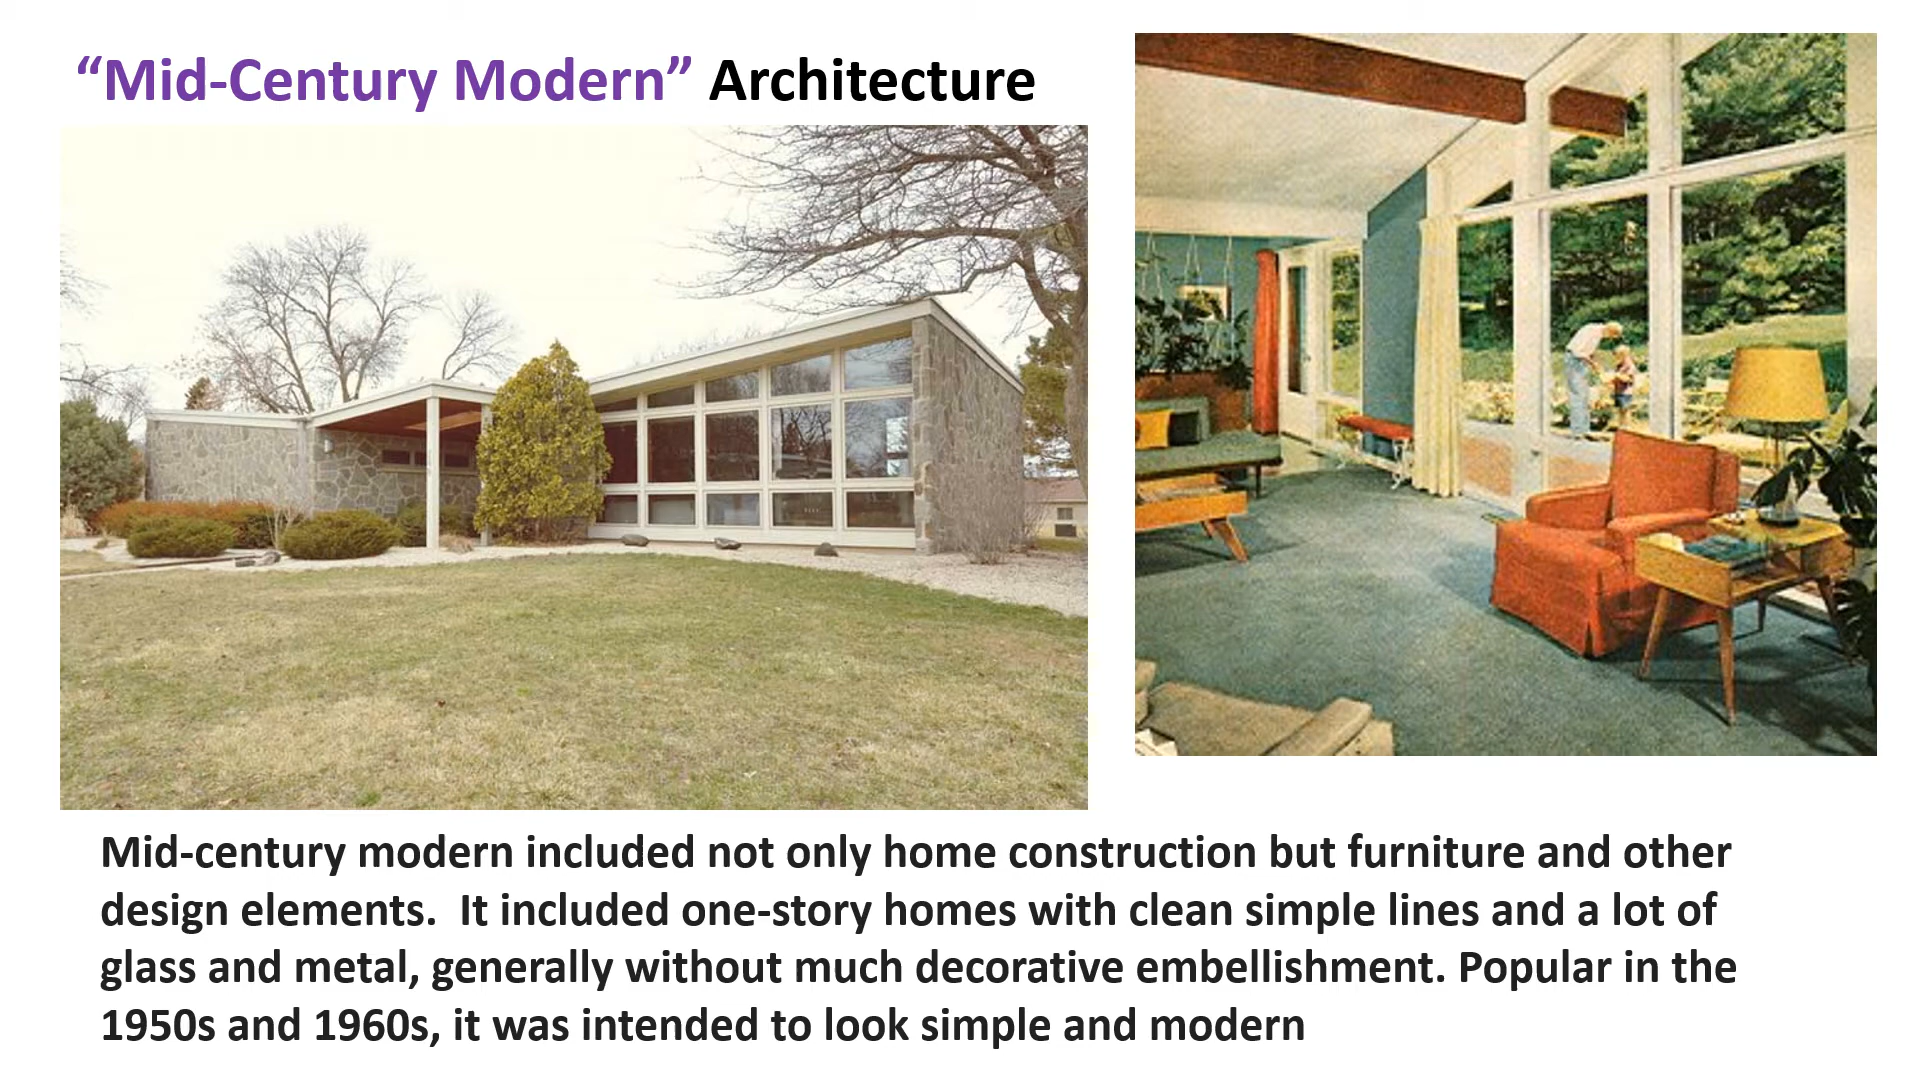 “Mid-Century Modern” Architecture
Mid-century modern included not only home construction but furniture and other
design elements.  It included one-story homes with clean simple lines and a lot of
glass and metal, generally without much decorative embellishment. Popular in the
1950s and 1960s, it was intended to look simple and modern